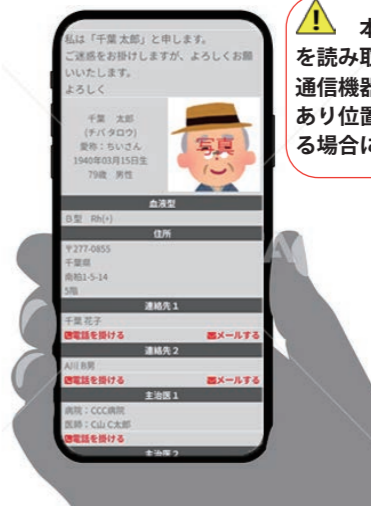 私は「千葉 太郎」と申します。
ご迷惑をお掛けしますが、よろしくお願
いいたします。
よろしく
千葉 太郎
(チバ タロウ)
愛称:ちいさん
1940年03月15日生
79歳 男性
写真
血液型
B型 Rh(+)
住所
〒277-0855
千葉県
南柏1-5-14
5階
連絡先 1
千葉 花子
電話を掛ける メールする
連絡先 2
A川 B男
電話を掛ける メールする
主治医 1
病院:CCC病院
医師:C山 C太郎
電話を掛ける
主治医 2
本
を読み取
通信機器
あり位置
る場合に